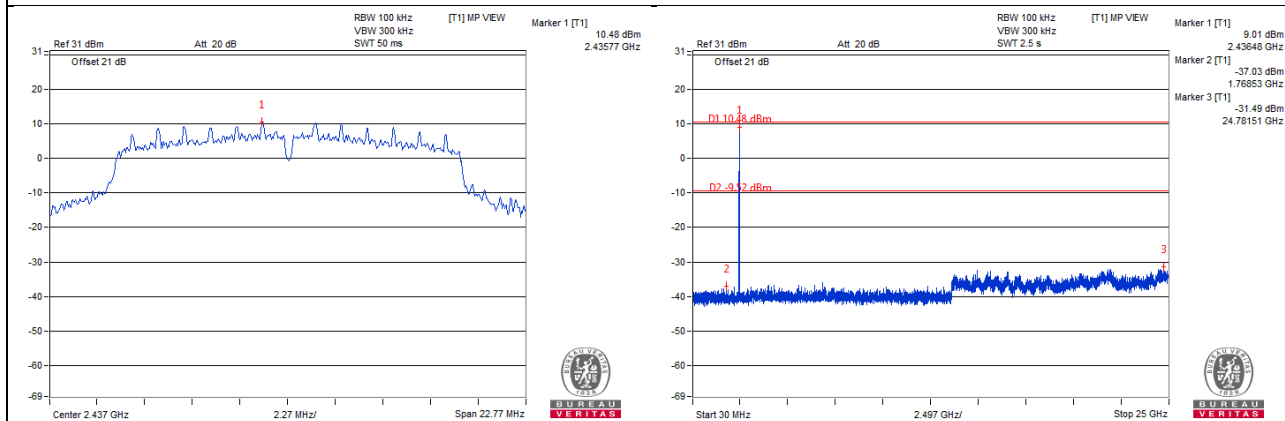 RBW 100 kHz [T1] MP VIEW
VBW 300 kHz
Ref 31 dBm Att 20 dB SWT 50 ms
Marker 1 [T1]
10.48 dBm
2.43577 GHz
31
Offset 21 dB
20
10
0
-10
-20
-30
-40
-50
-60
-69
1
Center 2.437 GHz 2.27 MHz/ Span 22.77 MHz
BUREAU VERITAS
1828
BUREAU
VERITAS
RBW 100 kHz [T1] MP VIEW
VBW 300 kHz
Ref 31 dBm Att 20 dB SWT 2.5 s
Marker 1 [T1]
9.01 dBm
2.43648 GHz
Marker 2 [T1]
-37.03 dBm
1.76853 GHz
Marker 3 [T1]
-31.49 dBm
24.78151 GHz
31
Offset 21 dB
20
10
0
-10
-20
-30
-40
-50
-60
-69
1
D1 10.48 dBm
D2 -9.52 dBm
2
3
Start 30 MHz 2.497 GHz/ Stop 25 GHz
BUREAU VERITAS
1828
BUREAU
VERITAS